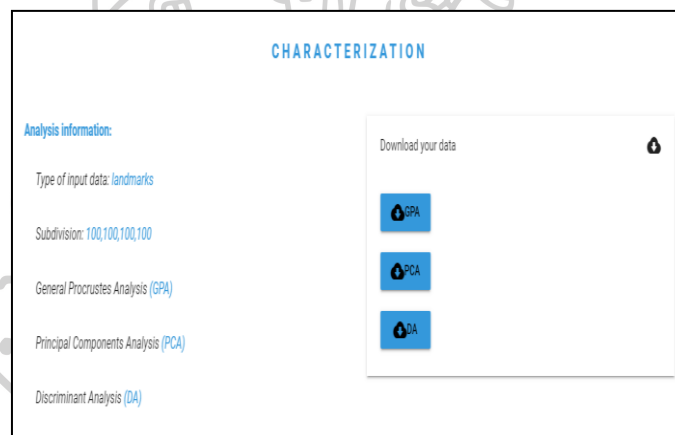 CHARACTERIZATION
Analysis information:
Type of input data: landmarks
Subdivision: 100,100,100,100
General Procrustes Analysis (GPA)
Principal Components Analysis (PCA)
Discriminant Analysis (DA)
Download your data
GPA
PCA
DA